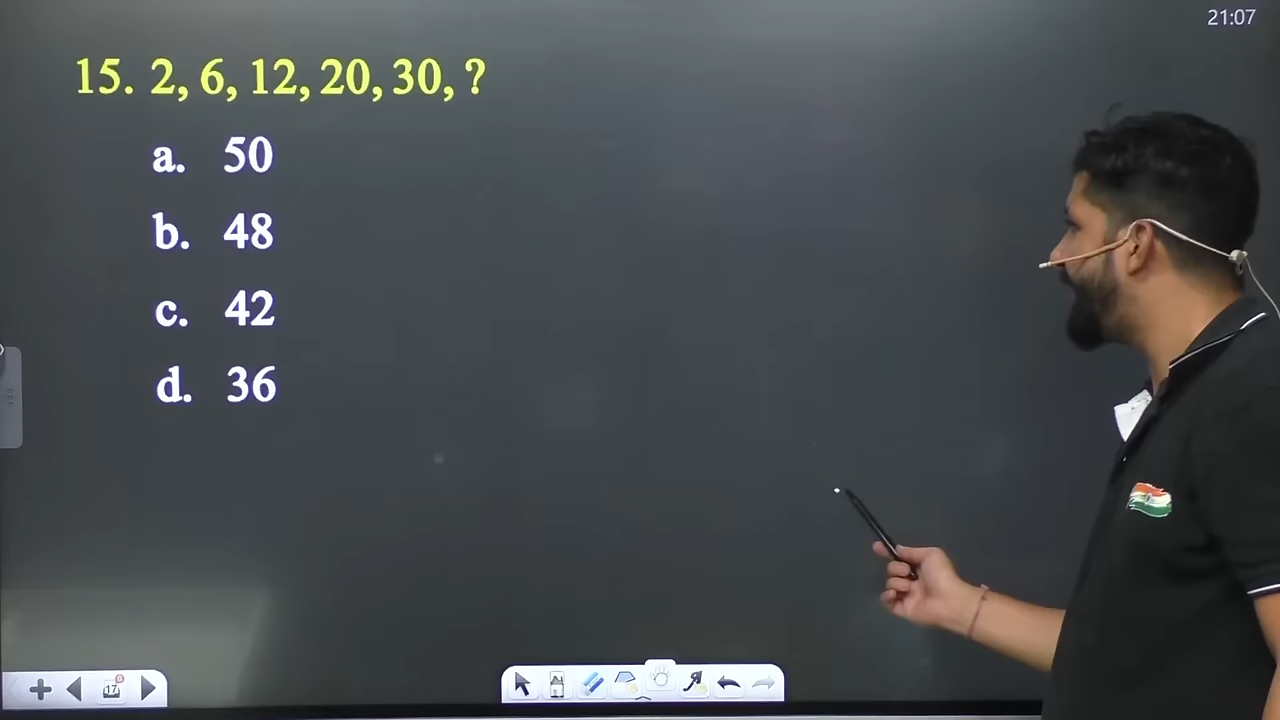 21:07
15. 2, 6, 12, 20, 30, ?
a. 50
b. 48
c. 42
d. 36
17